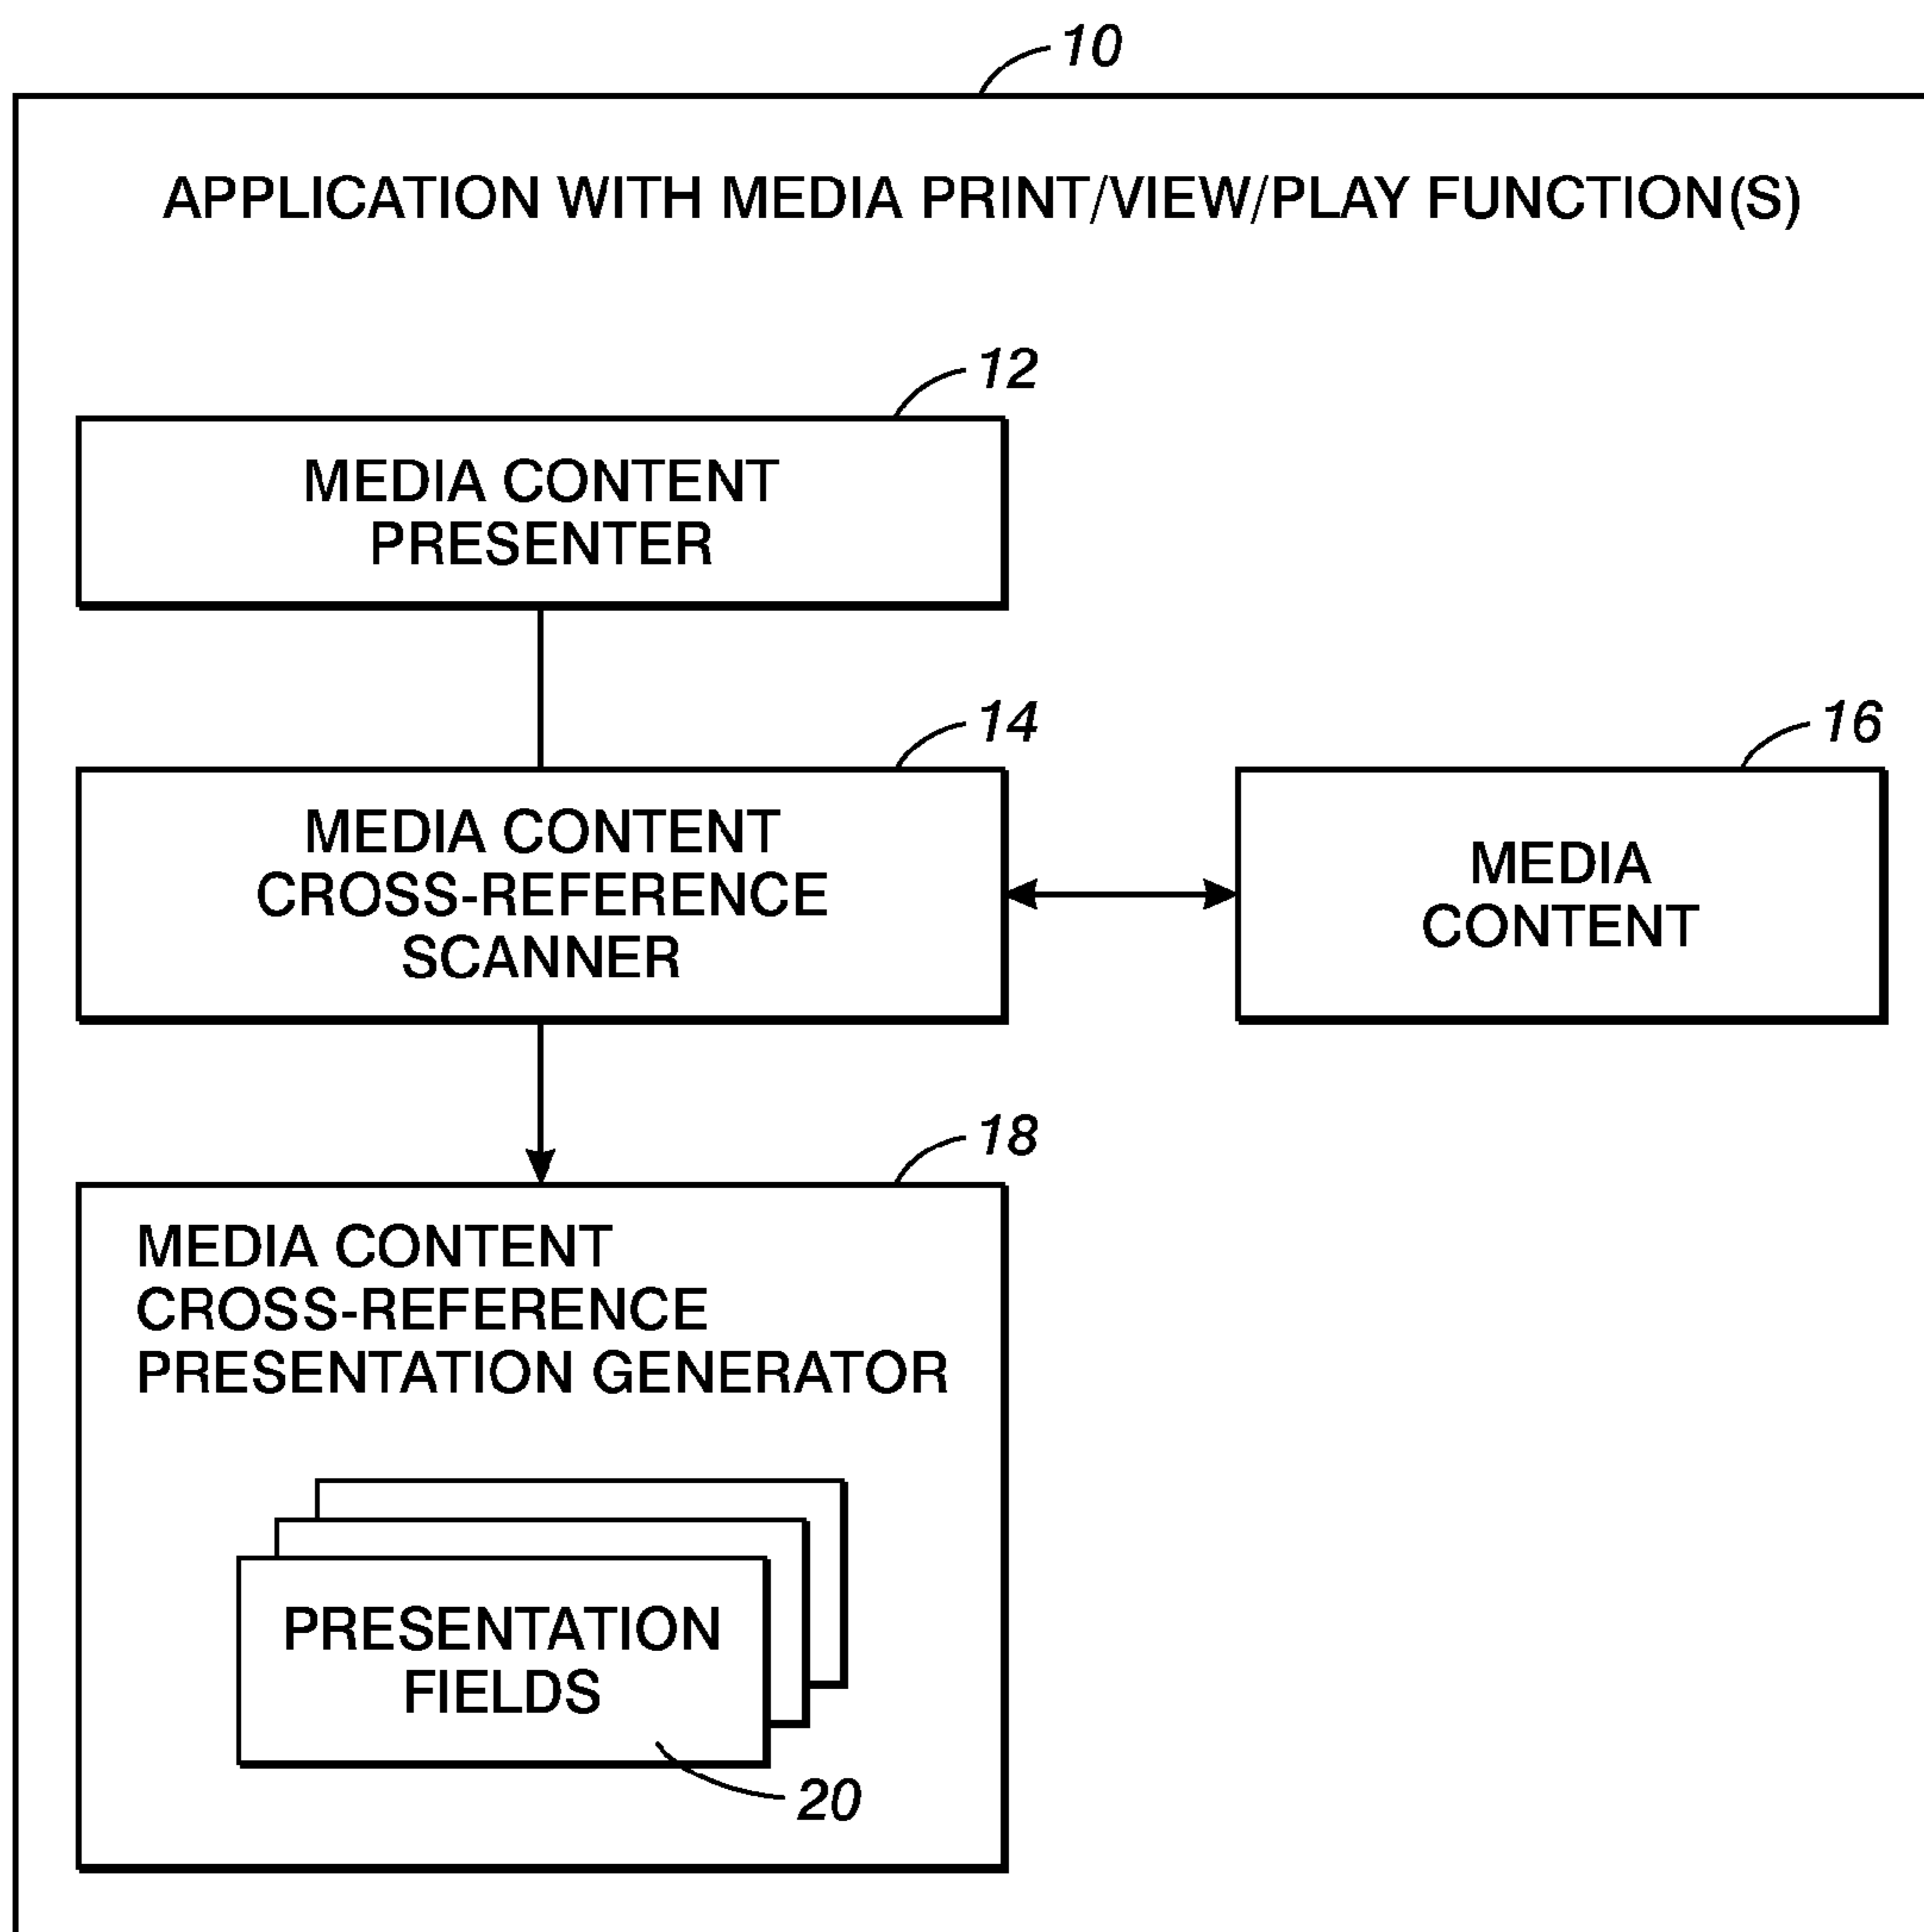 10
APPLICATION WITH MEDIA PRINT/VIEW/PLAY FUNCTION(S)
12
MEDIA CONTENT
PRESENTER
14
MEDIA CONTENT
CROSS-REFERENCE
SCANNER
16
MEDIA
CONTENT
18
MEDIA CONTENT
CROSS-REFERENCE
PRESENTATION GENERATOR
PRESENTATION
FIELDS
20